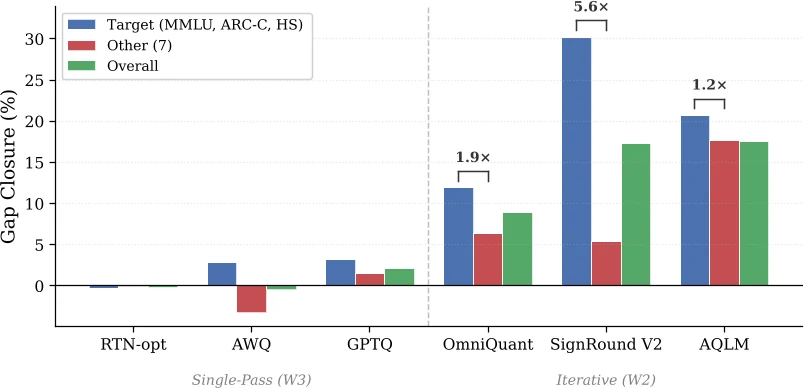 5.6×
Target (MMLU, ARC-C, HS)
Other (7)
Overall
1.2×
1.9×
Gap Closure (%)
30
25
20
15
10
5
0
RTN-opt AWQ GPTQ OmniQuant SignRound V2 AQLM
Single-Pass (W3) Iterative (W2)